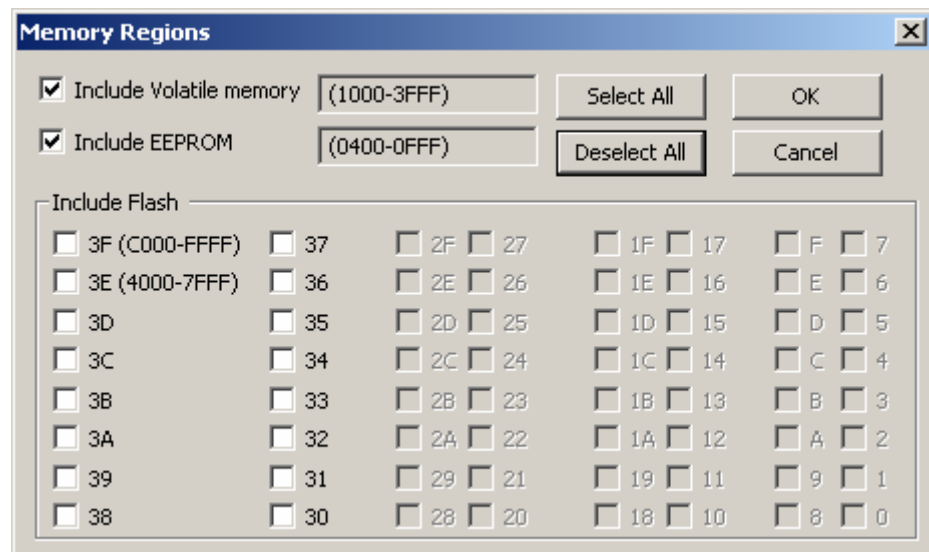 Memory Regions
Include Volatile memory (1000-3FFF) Select All OK
Include EEPROM (0400-0FFF) Deselect All Cancel
Include Flash
3F (C000-FFFF) 37 2F 27 1F 17 F 7
3E (4000-7FFF) 36 2E 26 1E 16 E 6
3D 35 2D 25 1D 15 D 5
3C 34 2C 24 1C 14 C 4
3B 33 2B 23 1B 13 B 3
3A 32 2A 22 1A 12 A 2
39 31 29 21 19 11 9 1
38 30 28 20 18 10 8 0